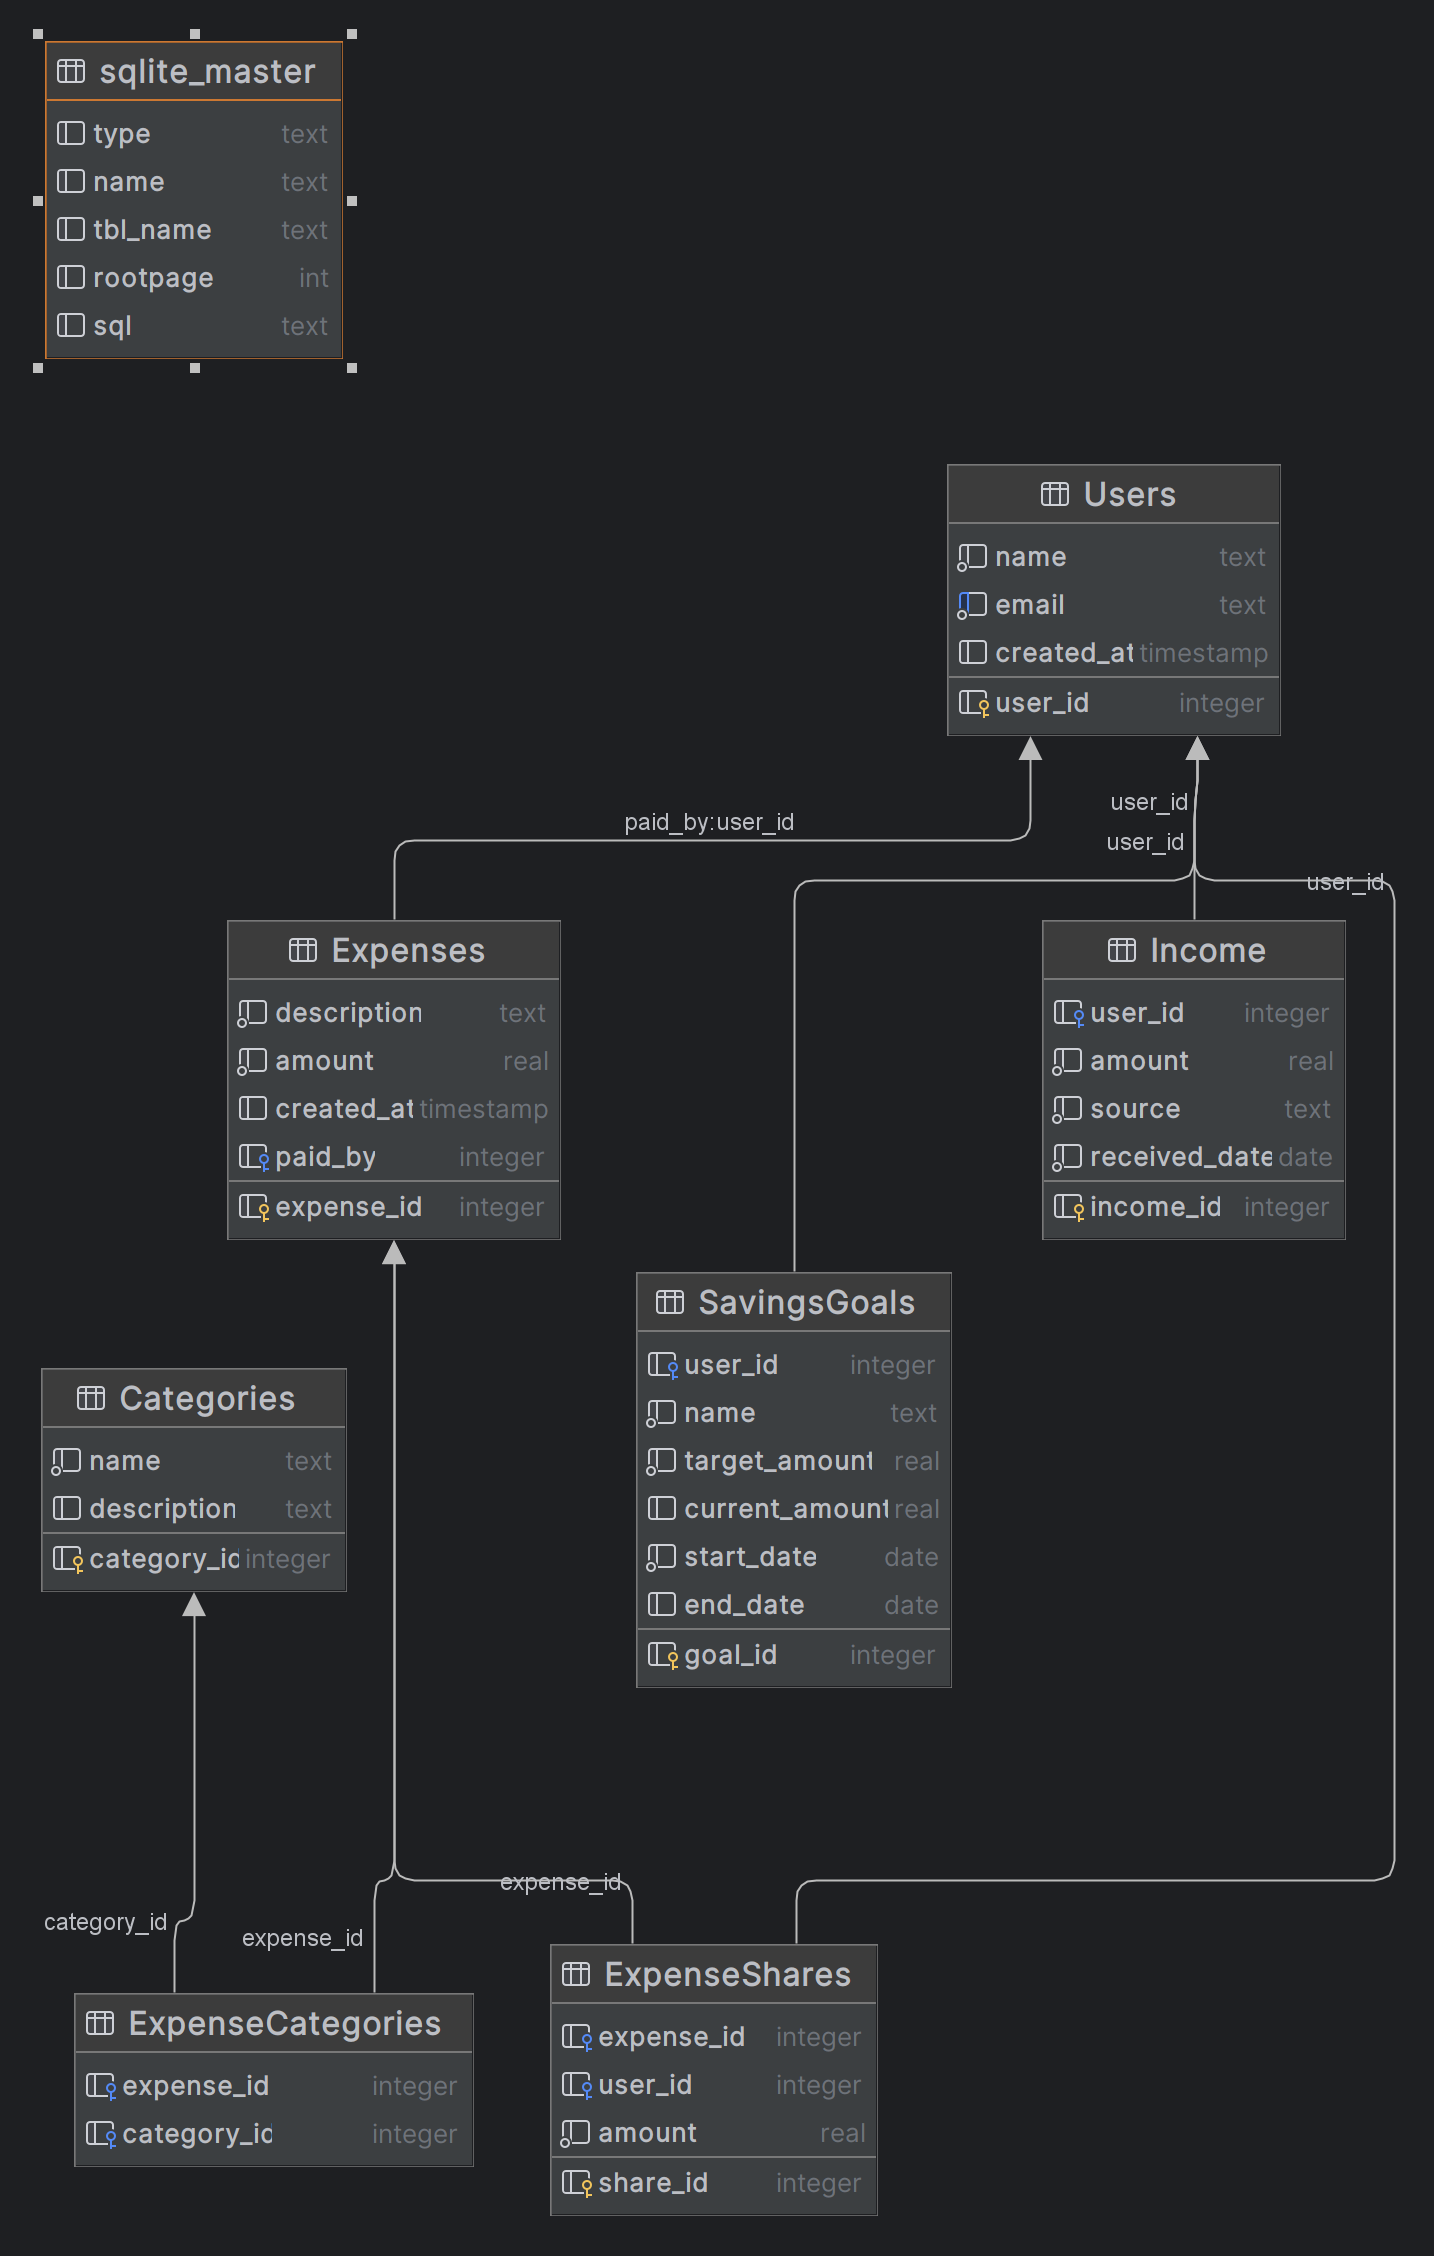 sqlite_master
type text
name text
tbl_name text
rootpage int
sql text
Users
name text
email text
created_at timestamp
user_id integer
user_id
paid_by:user_id
user_id
user_id
Expenses
description text
amount real
created_at timestamp
paid_by integer
expense_id integer
Income
user_id integer
amount real
source text
received_date date
income_id integer
SavingsGoals
user_id integer
name text
target_amount real
current_amount real
start_date date
end_date date
goal_id integer
Categories
name text
description text
category_id integer
expense_id
category_id
expense_id
ExpenseCategories
expense_id integer
category_id integer
ExpenseShares
expense_id integer
user_id integer
amount real
share_id integer